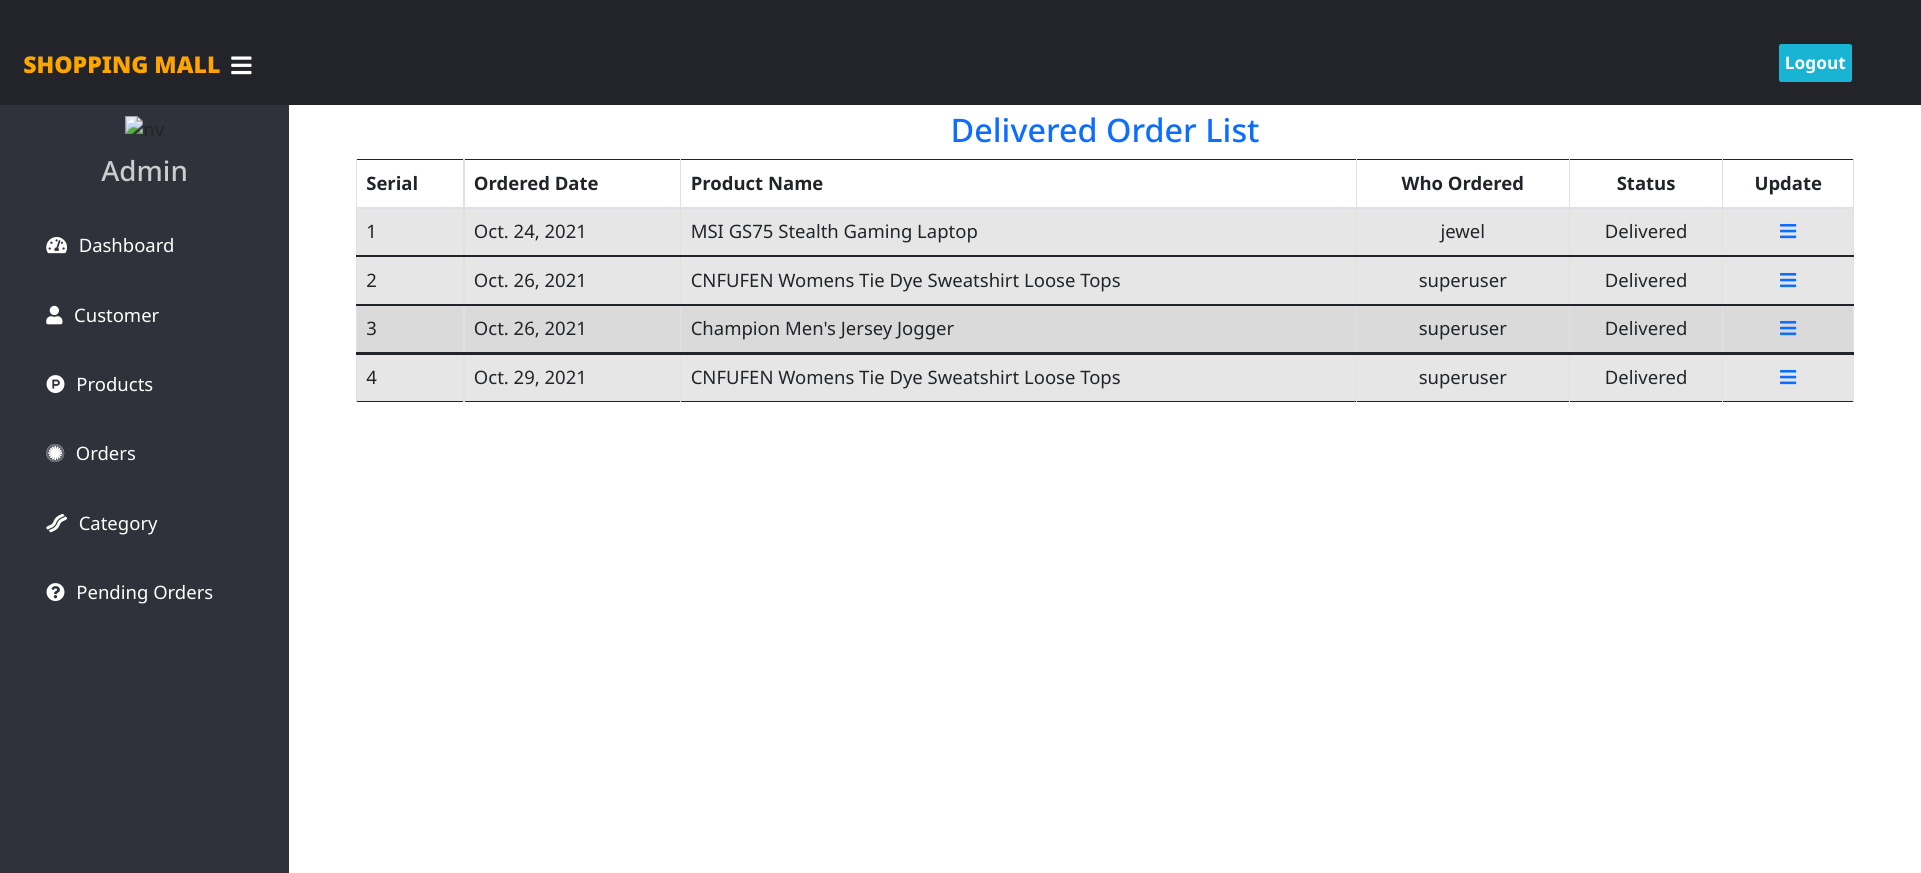 SHOPPING MALL
Logout
Admin
Dashboard
Customer
Products
Orders
Category
Pending Orders
Delivered Order List
Serial Ordered Date Product Name Who Ordered Status Update
1 Oct. 24, 2021 MSI GS75 Stealth Gaming Laptop jewel Delivered
2 Oct. 26, 2021 CNFUFEN Womens Tie Dye Sweatshirt Loose Tops superuser Delivered
3 Oct. 26, 2021 Champion Men's Jersey Jogger superuser Delivered
4 Oct. 29, 2021 CNFUFEN Womens Tie Dye Sweatshirt Loose Tops superuser Delivered